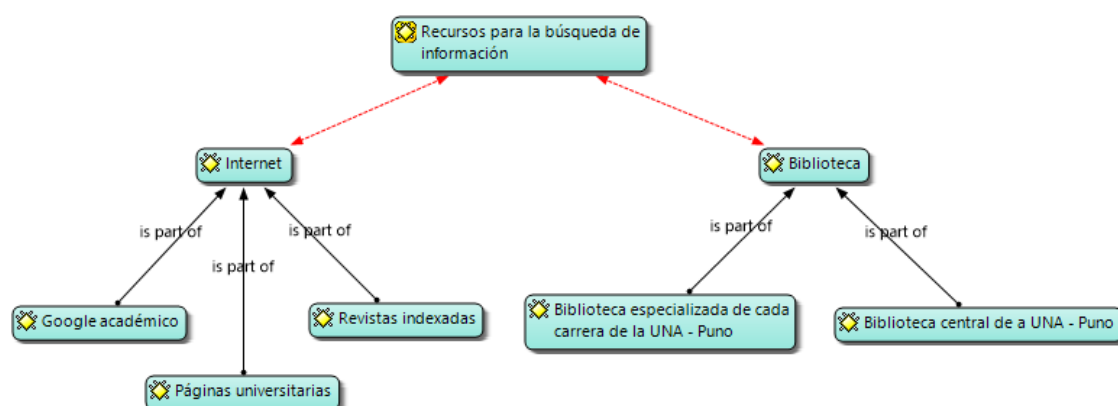 Recursos para la búsqueda de
información
Internet
Biblioteca
is part of
is part of
is part of
is part of
is part of
Google académico
Revistas indexadas
Páginas universitarias
Biblioteca especializada de cada
carrera de la UNA - Puno
Biblioteca central de a UNA - Puno